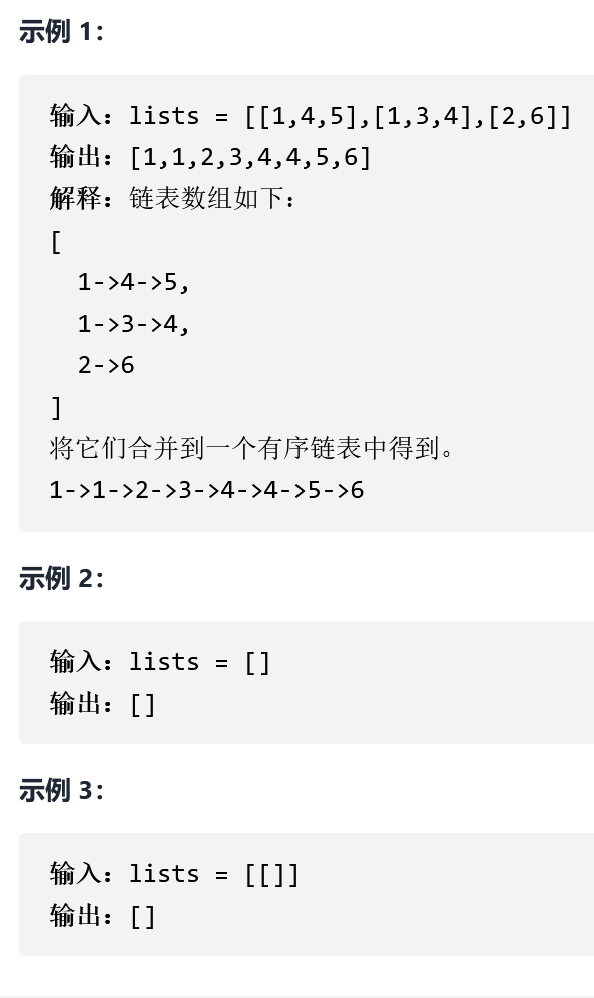 示例 1：
输入：lists = [[1,4,5],[1,3,4],[2,6]]
输出：[1,1,2,3,4,4,5,6]
解释：链表数组如下：
[
  1->4->5,
  1->3->4,
  2->6
]
将它们合并到一个有序链表中得到。
1->1->2->3->4->4->5->6
示例 2：
输入：lists = []
输出：[]
示例 3：
输入：lists = [[]]
输出：[]